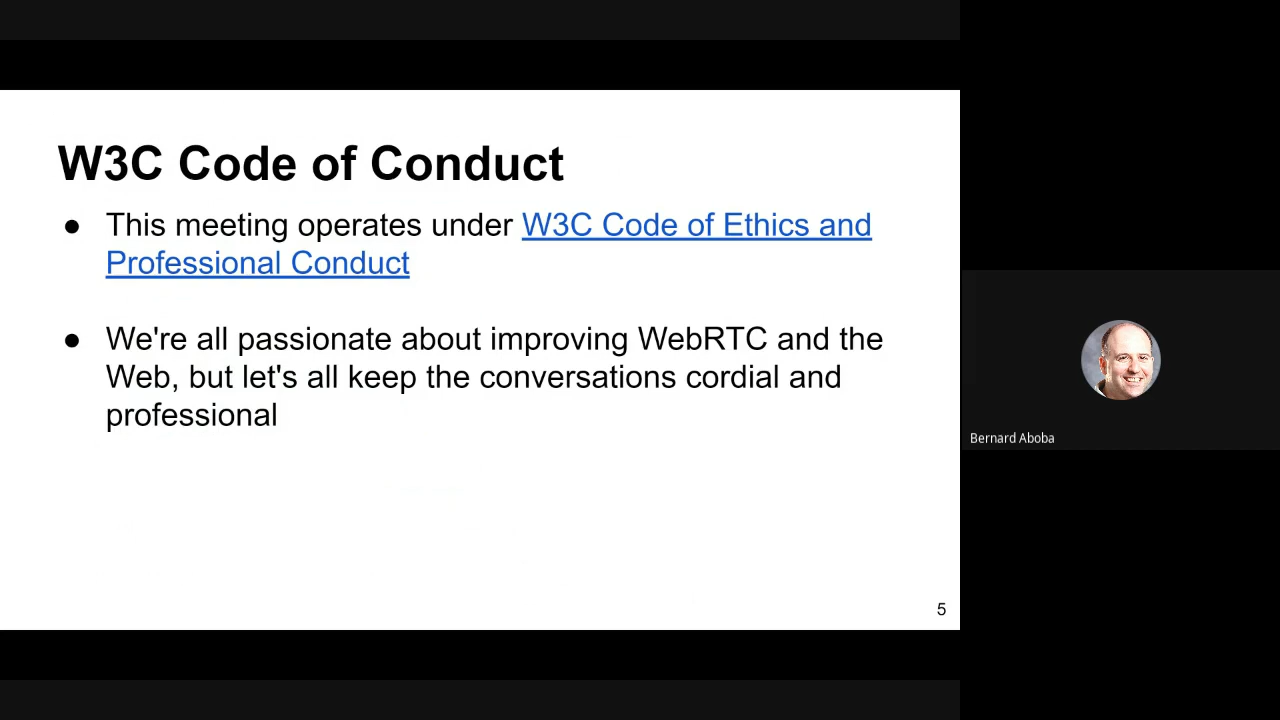 W3C Code of Conduct
● This meeting operates under W3C Code of Ethics and
Professional Conduct
● We're all passionate about improving WebRTC and the
Web, but let's all keep the conversations cordial and
professional
5
Bernard Aboba